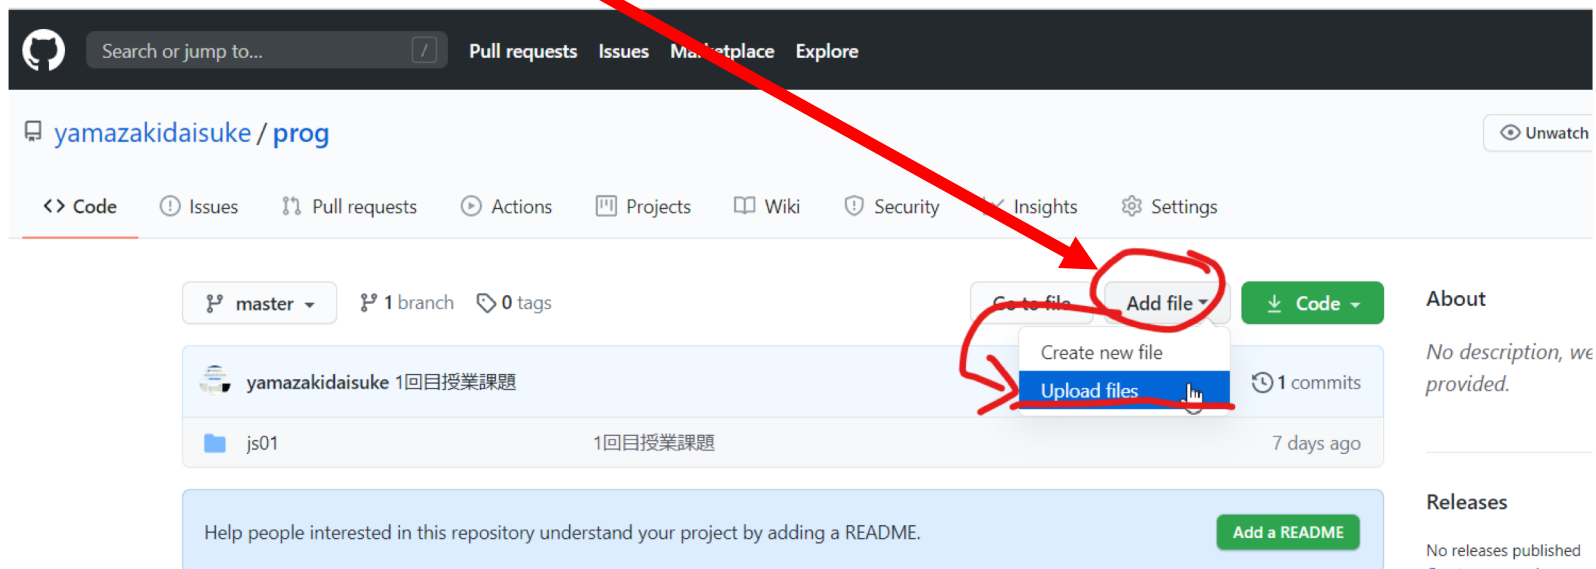 Search or jump to... / Pull requests Issues Marketplace Explore
yamazakidaisuke / prog
Unwatch
<> Code Issues Pull requests Actions Projects Wiki Security Insights Settings
master 1 branch 0 tags Go to file Add file Code
About
Create new file
No description, we
yamazakidaisuke 1回目授業課題 Upload files 1 commits
provided.
js01 1回目授業課題 7 days ago
Releases
Help people interested in this repository understand your project by adding a README. Add a README
No releases published